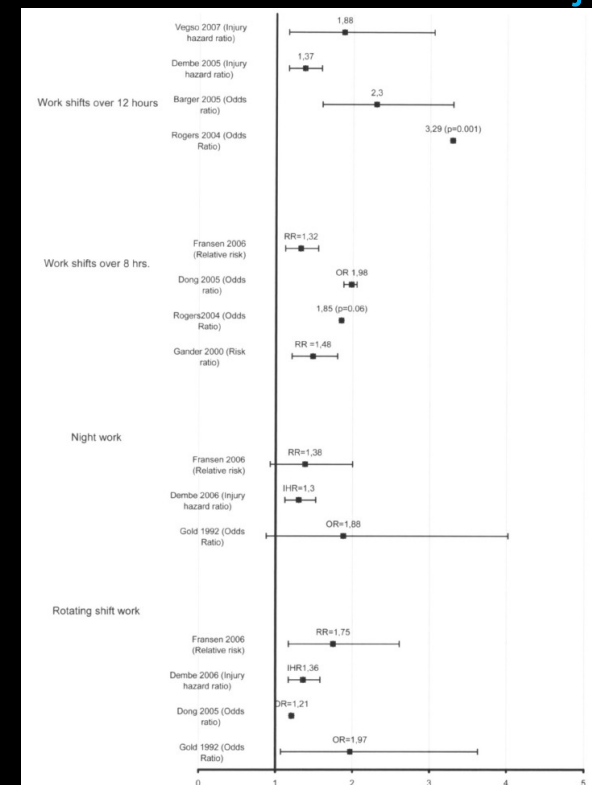 Vegso 2007 (Injury
hazard ratio)
1,88
Dembe 2005 (Injury
hazard ratio)
1,37
Work shifts over 12 hours
Barger 2005 (Odds
ratio)
2,3
Rogers 2004 (Odds
Ratio)
3,29 (p=0.001)
Work shifts over 8 hrs.
Fransen 2006
(Relative risk)
RR=1,32
Dong 2005 (Odds
ratio)
OR 1,98
Rogers2004 (Odds
Ratio)
1,85 (p=0.06)
Gander 2000 (Risk
ratio)
RR =1,48
Night work
Fransen 2006
(Relative risk)
RR=1,38
Dembe 2006 (Injury
hazard ratio)
IHR=1.3
Gold 1992 (Odds
Ratio)
OR=1,88
Rotating shift work
Fransen 2006
(Relative risk)
RR=1,75
Dembe 2006 (Injury
hazard ratio)
IHR1,36
Dong 2005 (Odds
ratio)
OR=1,21
Gold 1992 (Odds
Ratio)
OR=1,97
0 1 2 3 4 5